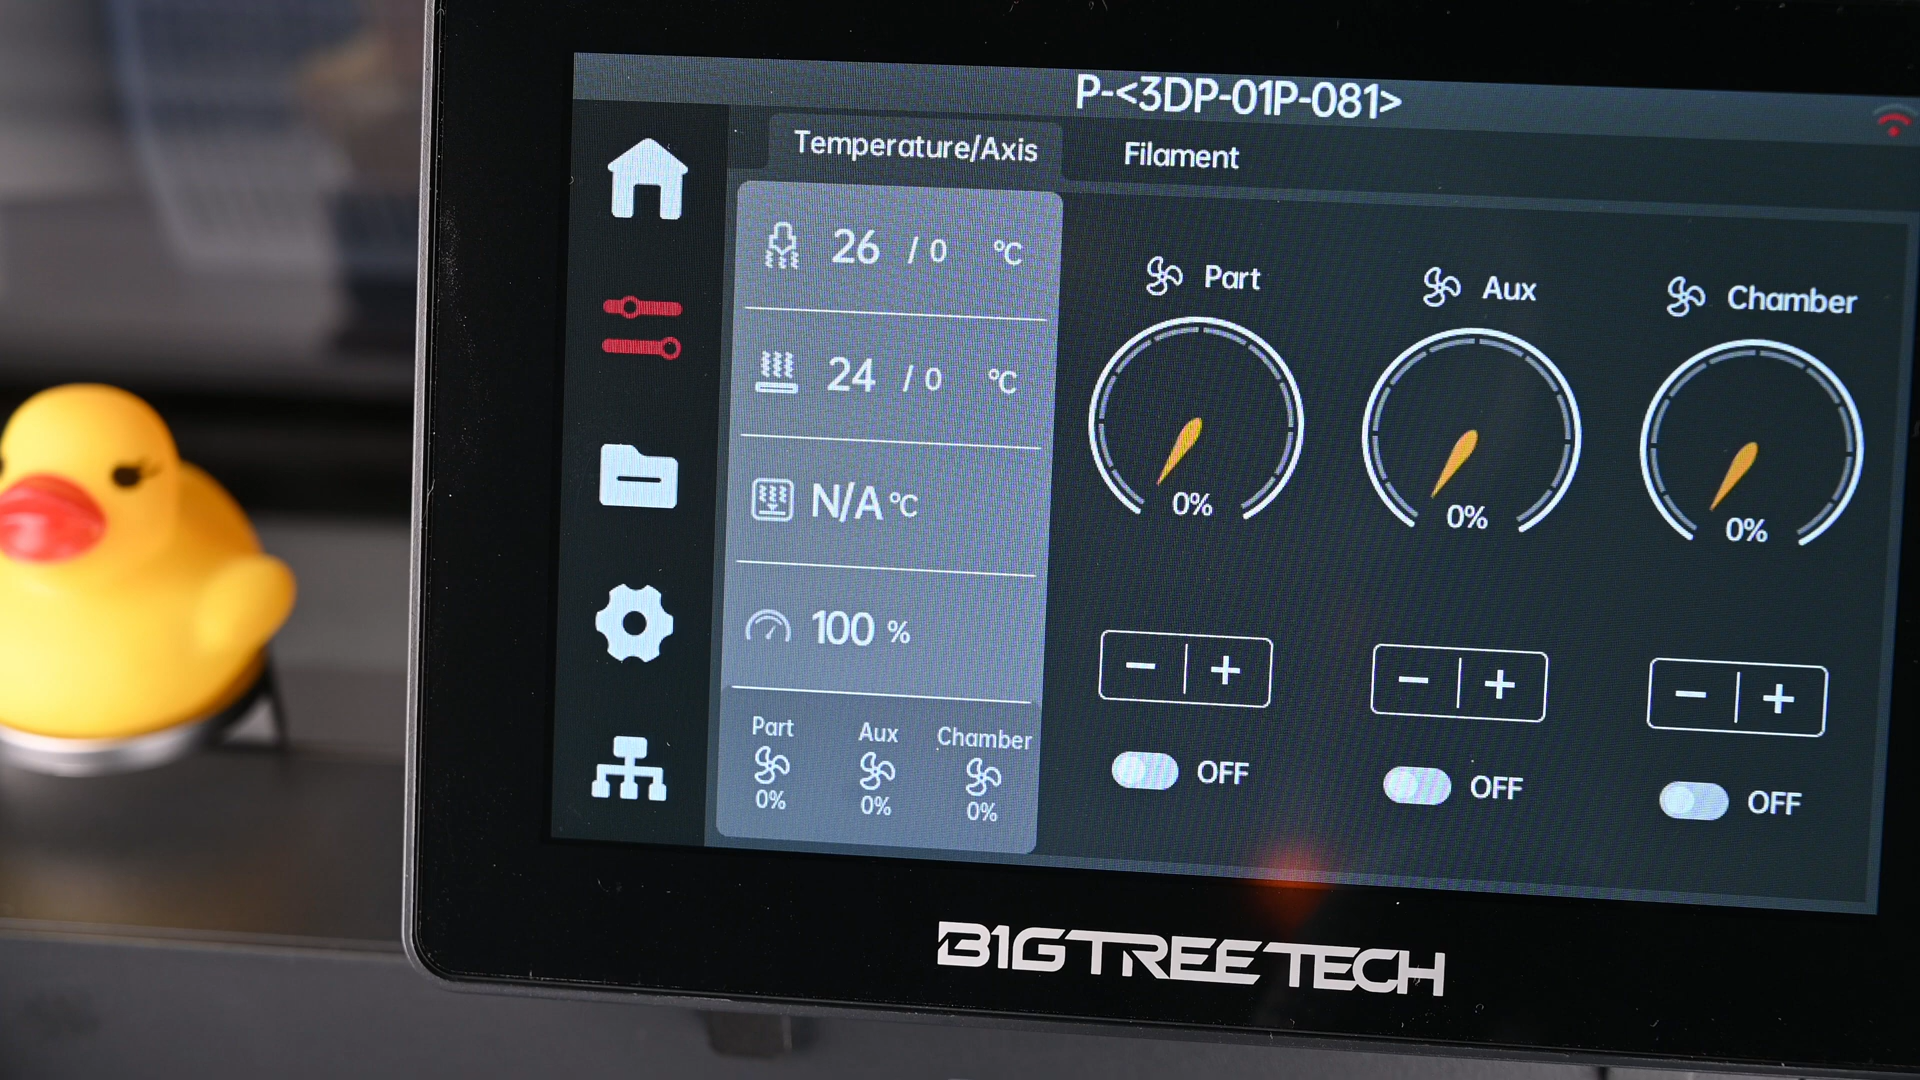 P-<3DP-01P-081>
Temperature/Axis
Filament
26 / 0 °C
24 / 0 °C
N/A °C
100 %
Part Aux Chamber
0% 0% 0%
Part Aux Chamber
0% 0% 0%
− + − + − +
OFF OFF OFF
BIGTREETECH